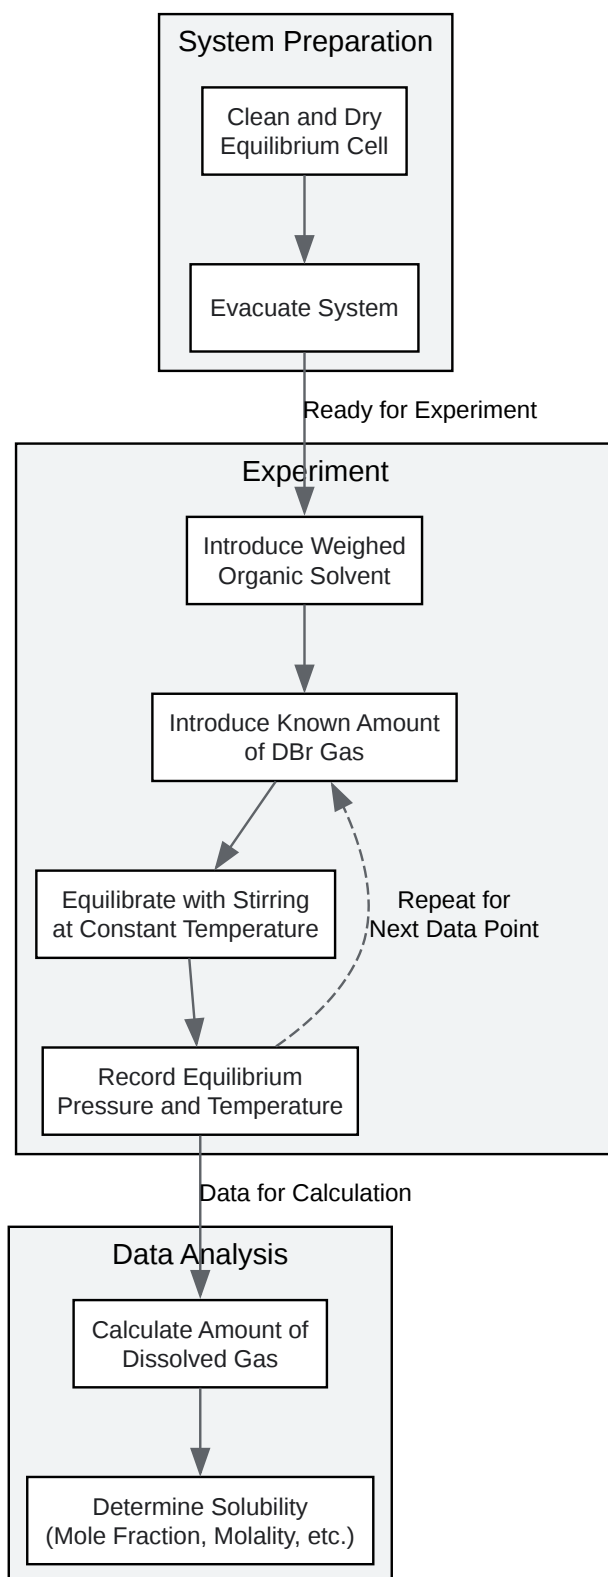 System Preparation
Clean and Dry
Equilibrium Cell
Evacuate System
Ready for Experiment
Experiment
Introduce Weighed
Organic Solvent
Introduce Known Amount
of DBr Gas
Equilibrate with Stirring
at Constant Temperature
Repeat for
Next Data Point
Record Equilibrium
Pressure and Temperature
Data for Calculation
Data Analysis
Calculate Amount of
Dissolved Gas
Determine Solubility
(Mole Fraction, Molality, etc.)